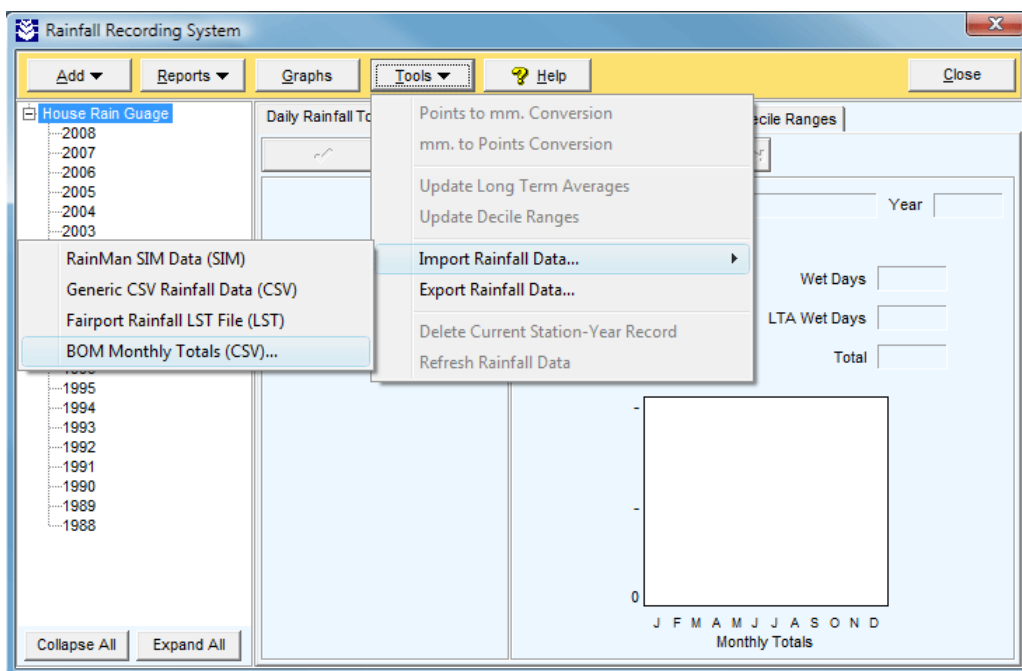 Rainfall Recording System
X
Add Reports Graphs Tools Help Close
House Rain Guage
2008
2007
2006
2005
2004
2003
1995
1994
1993
1992
1991
1990
1989
1988
Collapse All Expand All
Daily Rainfall To
ecile Ranges
Points to mm. Conversion
mm. to Points Conversion
Update Long Term Averages
Update Decile Ranges
Import Rainfall Data...
Export Rainfall Data...
Delete Current Station-Year Record
Refresh Rainfall Data
RainMan SIM Data (SIM)
Generic CSV Rainfall Data (CSV)
Fairport Rainfall LST File (LST)
BOM Monthly Totals (CSV)...
Year
Wet Days
LTA Wet Days
Total
0
J F M A M J J A S O N D
Monthly Totals